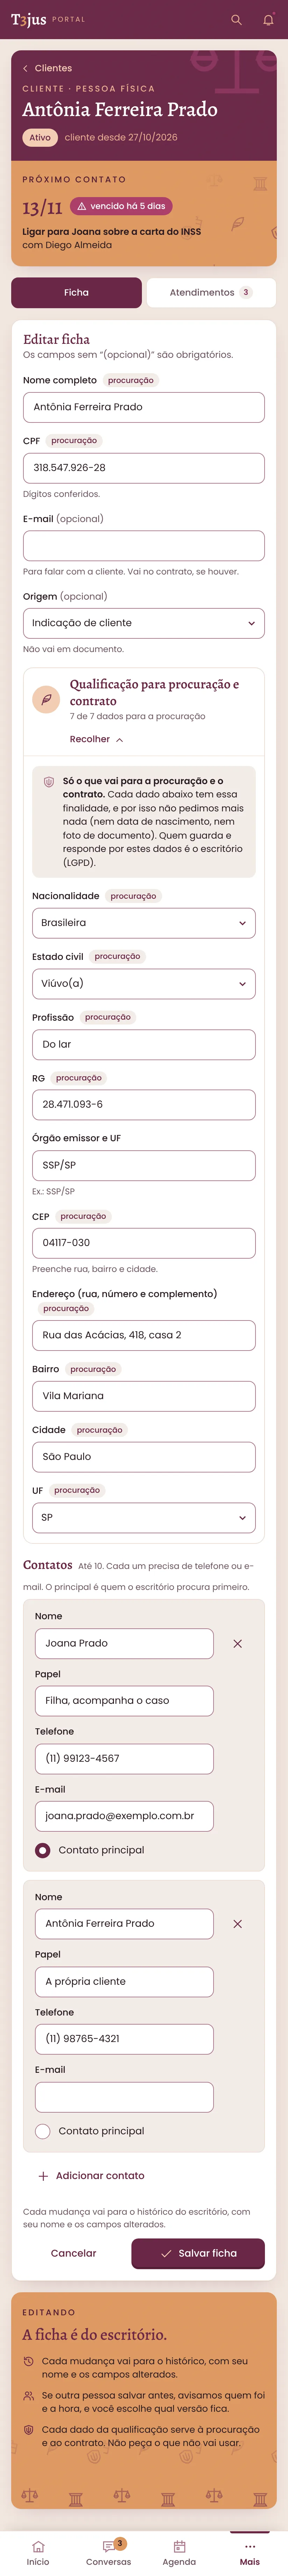 T3jus PORTAL
Clientes
CLIENTE · PESSOA FÍSICA
Antônia Ferreira Prado
Ativo cliente desde 27/10/2026
PRÓXIMO CONTATO
13/11 vencido há 5 dias
Ligar para Joana sobre a carta do INSS
com Diego Almeida
Ficha Atendimentos 3
Editar ficha
Os campos sem “(opcional)” são obrigatórios.
Nome completo procuração
Antônia Ferreira Prado
CPF procuração
318.547.926-28
Dígitos conferidos.
E-mail (opcional)
Para falar com a cliente. Vai no contrato, se houver.
Origem (opcional)
Indicação de cliente
Não vai em documento.
Qualificação para procuração e
contrato
7 de 7 dados para a procuração
Recolher
Só o que vai para a procuração e o
contrato. Cada dado abaixo tem essa
finalidade, e por isso não pedimos mais
nada (nem data de nascimento, nem
foto de documento). Quem guarda e
responde por estes dados é o escritório
(LGPD).
Nacionalidade procuração
Brasileira
Estado civil procuração
Viúvo(a)
Profissão procuração
Do lar
RG procuração
28.471.093-6
Órgão emissor e UF
SSP/SP
Ex.: SSP/SP
CEP procuração
04117-030
Preenche rua, bairro e cidade.
Endereço (rua, número e complemento)
procuração
Rua das Acácias, 418, casa 2
Bairro procuração
Vila Mariana
Cidade procuração
São Paulo
UF procuração
SP
Contatos Até 10. Cada um precisa de telefone ou e-
mail. O principal é quem o escritório procura primeiro.
Nome
Joana Prado
Papel
Filha, acompanha o caso
Telefone
(11) 99123-4567
E-mail
joana.prado@exemplo.com.br
Contato principal
Nome
Antônia Ferreira Prado
Papel
A própria cliente
Telefone
(11) 98765-4321
E-mail
Contato principal
Adicionar contato
Cada mudança vai para o histórico do escritório, com
seu nome e os campos alterados.
Cancelar Salvar ficha
EDITANDO
A ficha é do escritório.
Cada mudança vai para o histórico, com seu
nome e os campos alterados.
Se outra pessoa salvar antes, avisamos quem foi
e a hora, e você escolhe qual versão fica.
Cada dado da qualificação serve à procuração
e ao contrato. Não peça o que não vai usar.
3
Início Conversas Agenda Mais